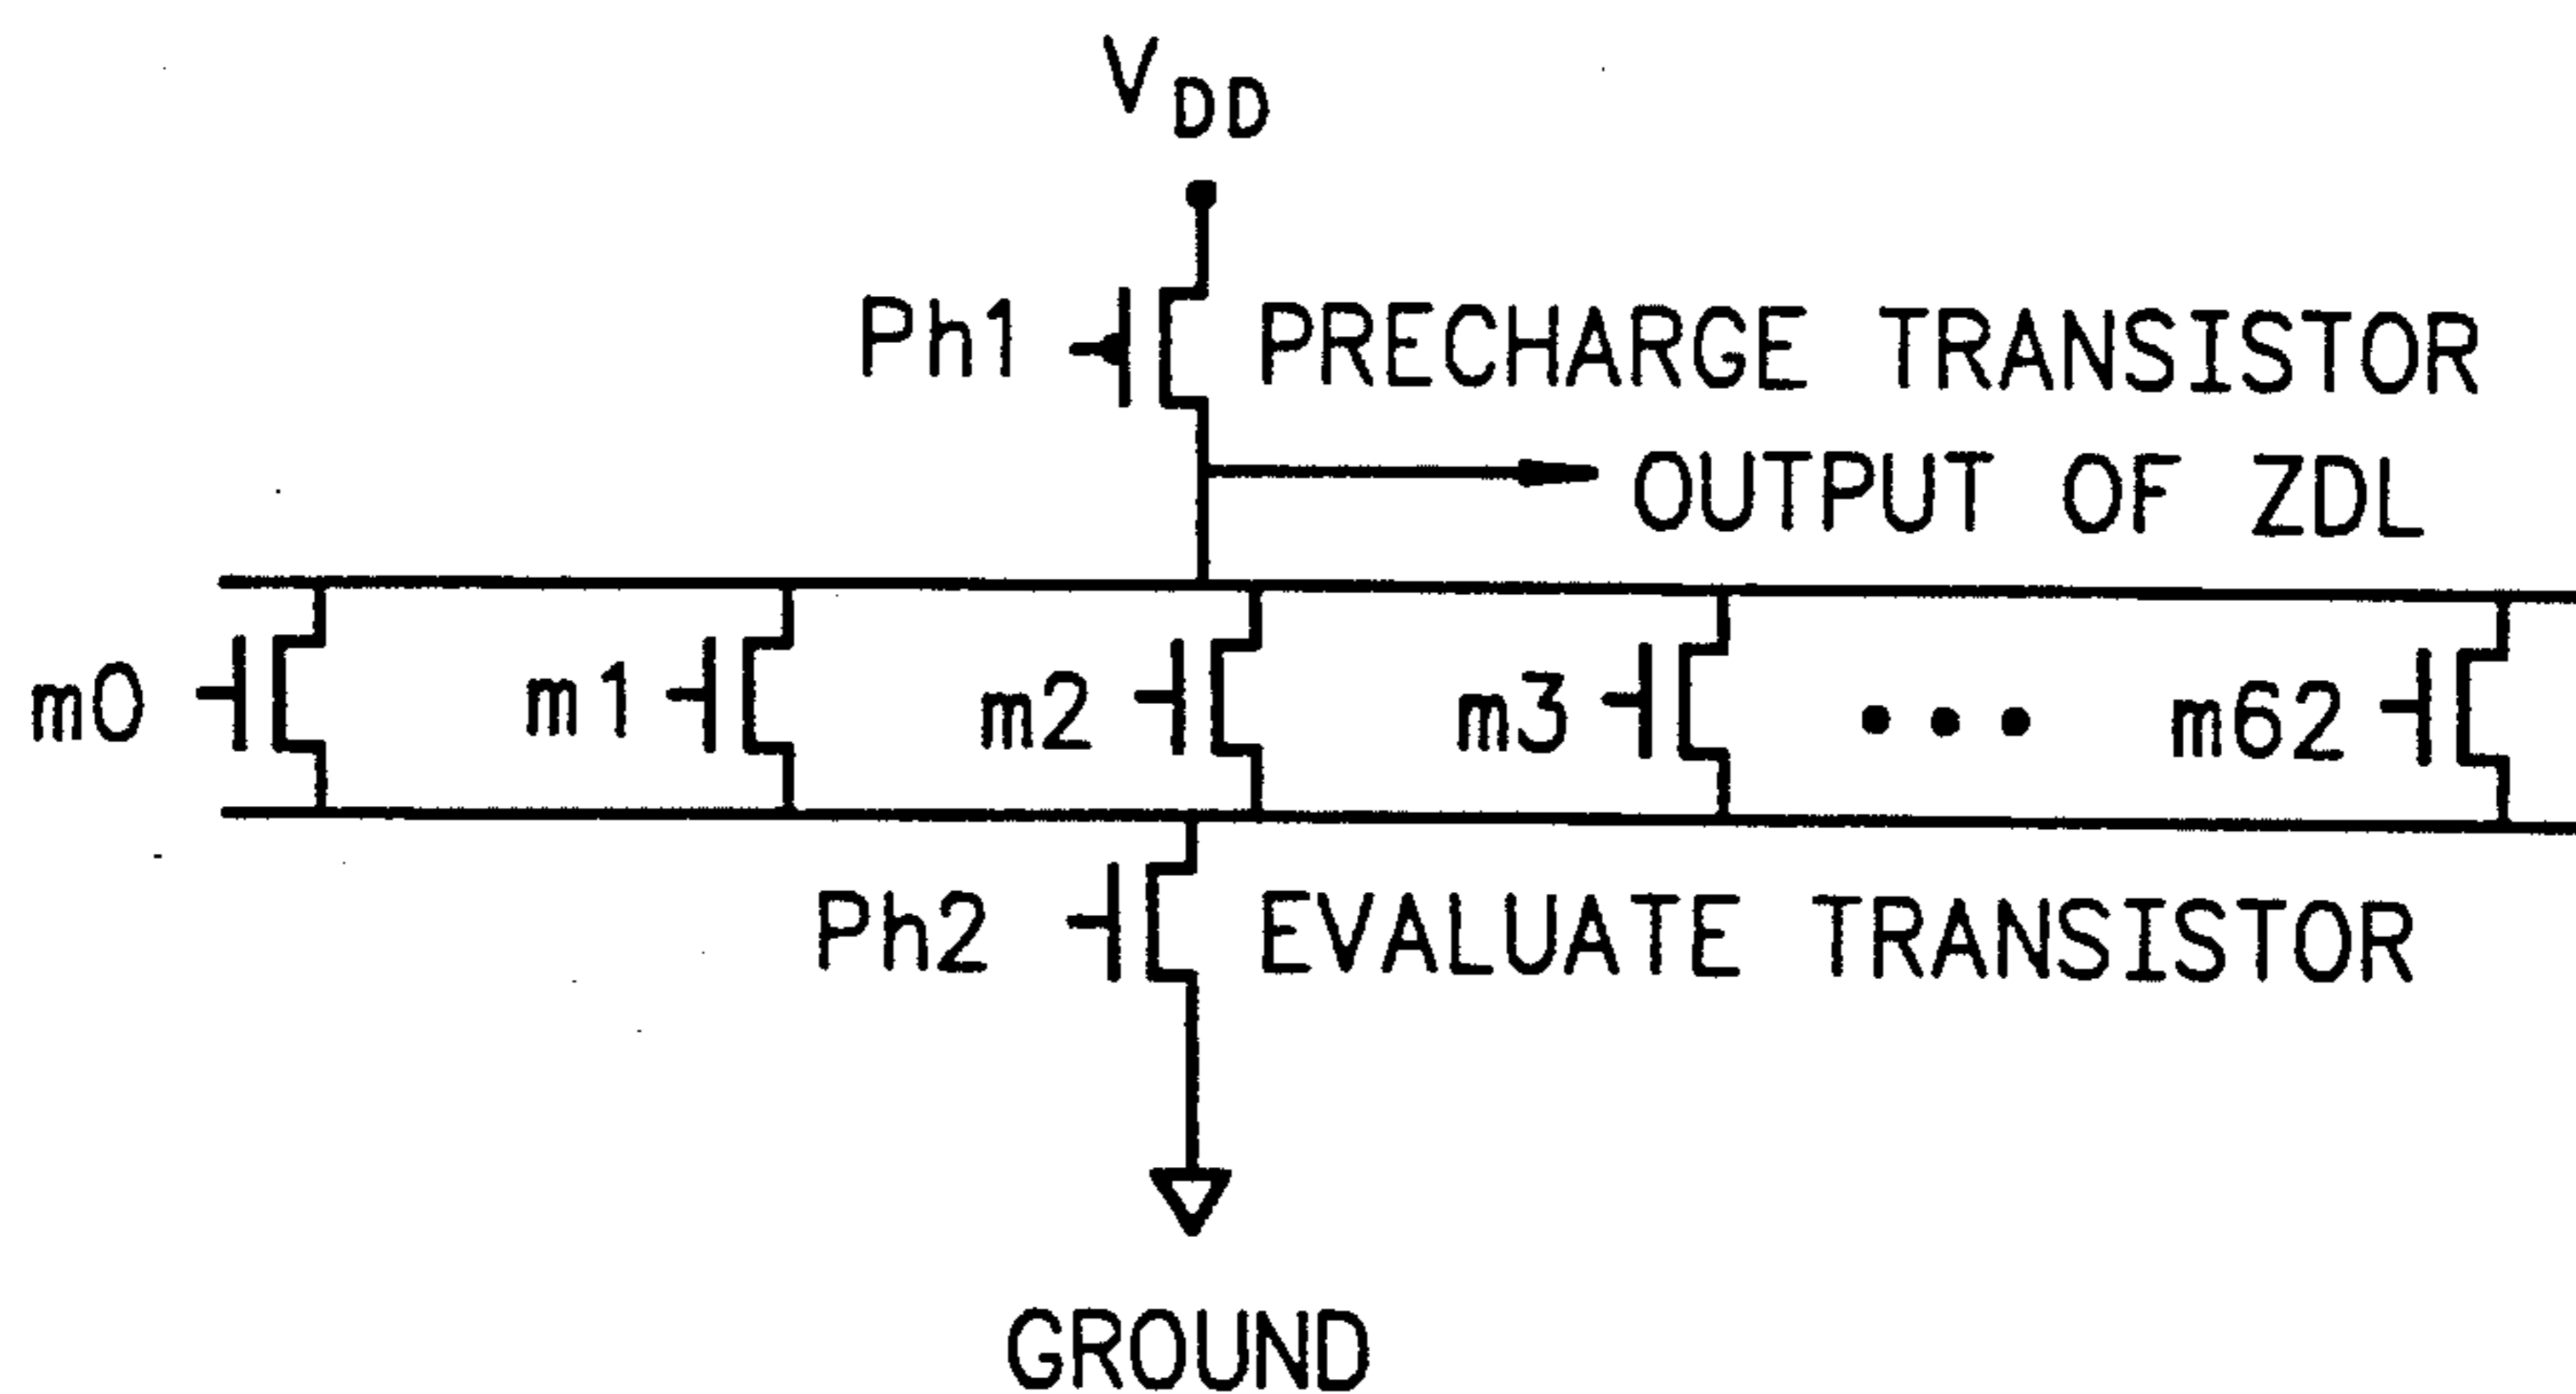 VDD
Ph1 PRECHARGE TRANSISTOR
OUTPUT OF ZDL
m0 m1 m2 m3 ••• m62
Ph2 EVALUATE TRANSISTOR
GROUND